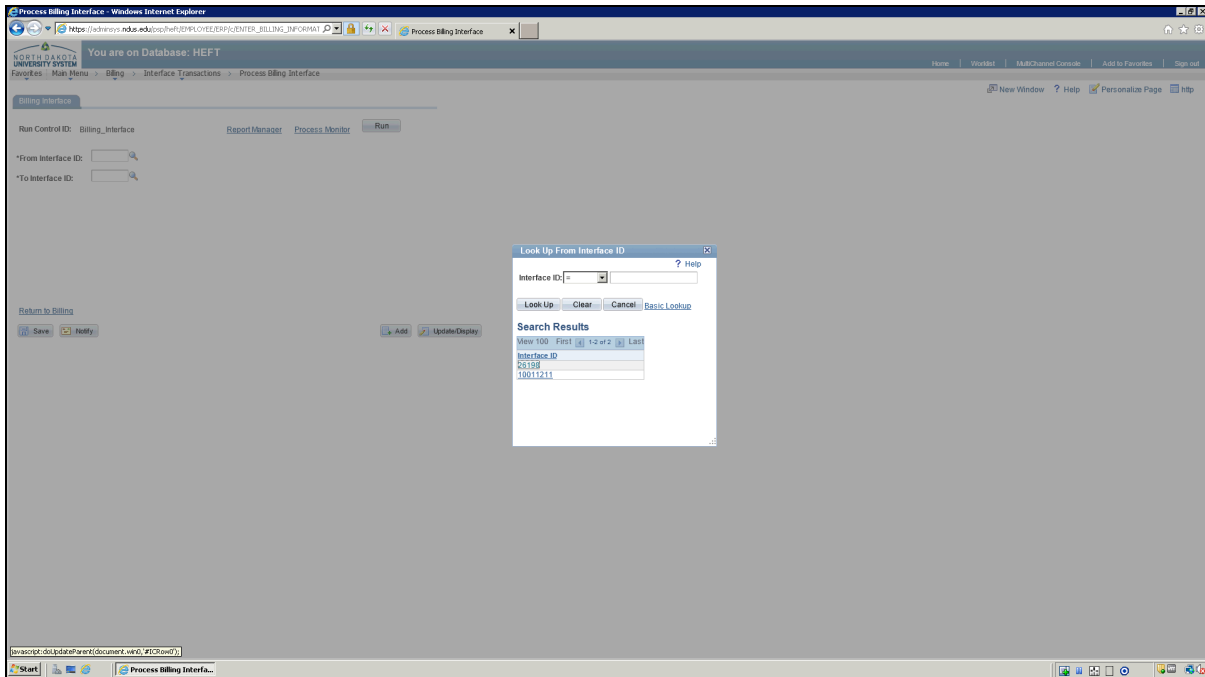 Process Billing Interface - Windows Internet Explorer
https://adminsys.ndus.edu/psp/heft/EMPLOYEE/ERP/c/ENTER_BILLING_INFORMAT
Process Billing Interface
NORTH DAKOTA
UNIVERSITY SYSTEM
You are on Database: HEFT
Home | Worklist | MultiChannel Console | Add to Favorites | Sign out
Favorites Main Menu > Billing > Interface Transactions > Process Billing Interface
New Window ? Help Personalize Page http
Billing Interface
Run Control ID: Billing_Interface Report Manager Process Monitor Run
*From Interface ID:
*To Interface ID:
Look Up From Interface ID
? Help
Interface ID: =
Look Up Clear Cancel Basic Lookup
Search Results
View 100 First 1-2 of 2 Last
Interface ID
26198
10011211
Return to Billing
Save Notify Add Update/Display
javascript:doUpdateParent(document.win0,'#ICRow0');
Start Process Billing Interfa...